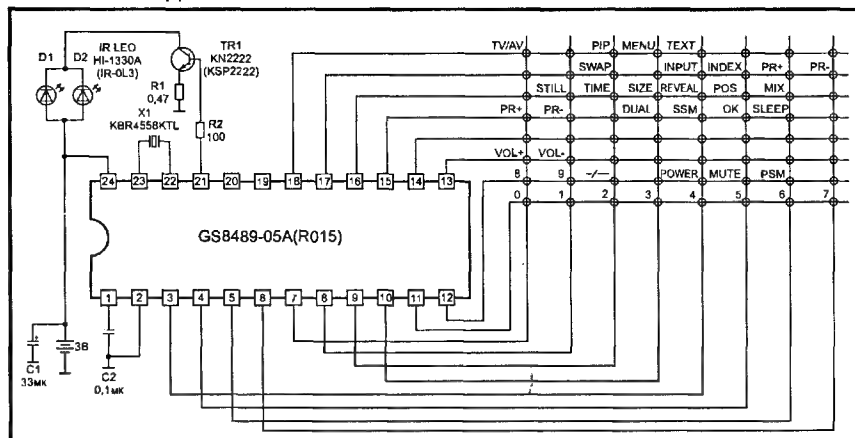 D1 D2
IR LEO
HI-1330A
(IR-0L3)
TR1
KN2222
(KSP2222)
R1
0,47
X1
KBR4558KTL
R2
100
TV/AV PIP MENU TEXT
SWAP INPUT INDEX PR+ PR-
STILL TIME SIZE REVEAL POS MIX
PR+ PR- DUAL SSM OK SLEEP
VOL+ VOL-
8 9 -/-- POWER MUTE PSM
0 1 2 3 4 5 6 7
24 23 22 21 20 19 18 17 16 15 14 13
GS8489-05A(R015)
1 2 3 4 5 6 7 8 9 10 11 12
3В
C1
33мк
C2
0,1мк